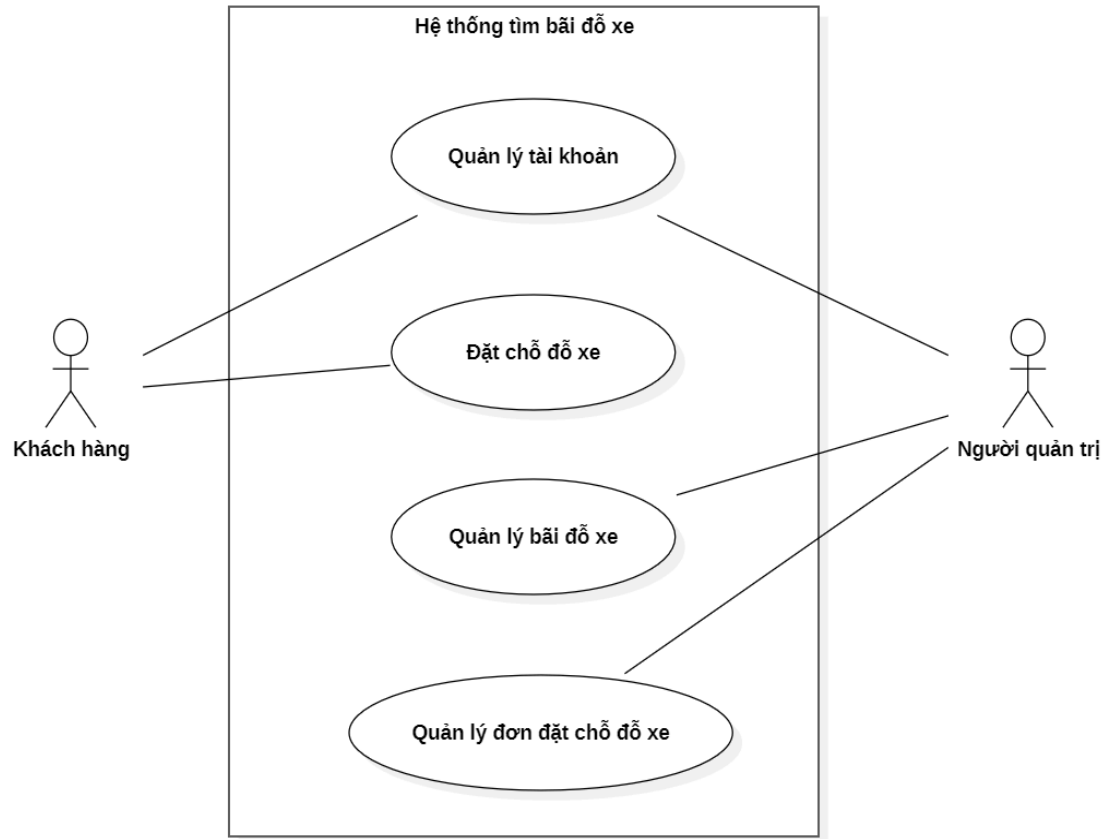 Hệ thống tìm bãi đỗ xe
Quản lý tài khoản
Đặt chỗ đỗ xe
Khách hàng
Người quản trị
Quản lý bãi đỗ xe
Quản lý đơn đặt chỗ đỗ xe